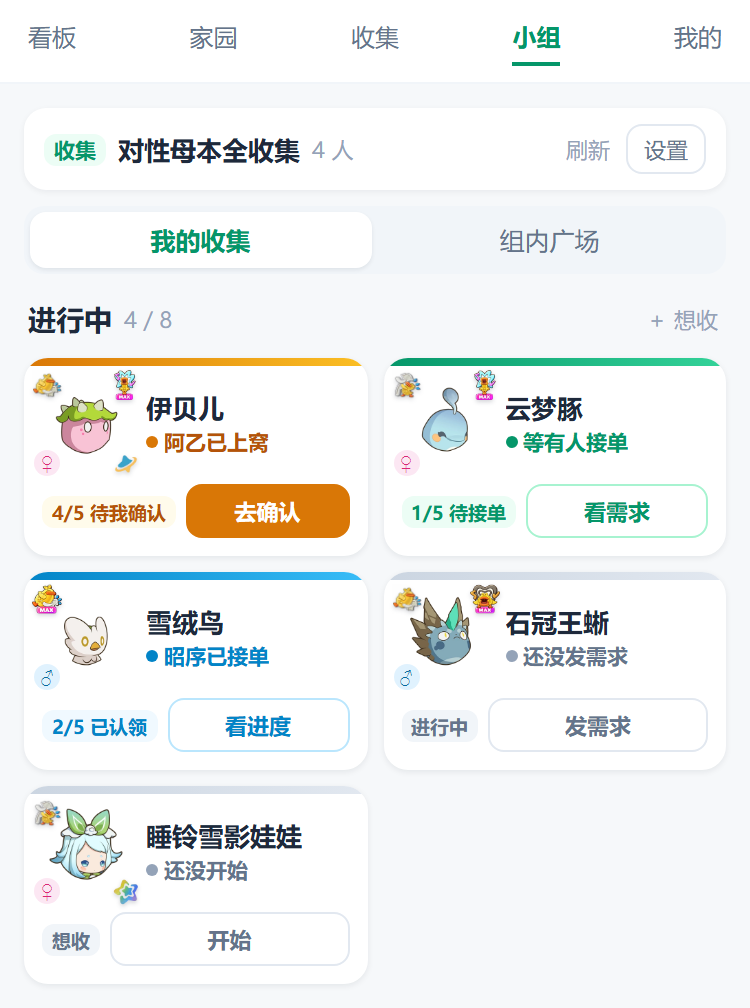 看板 家园 收集 小组 我的
收集 对性母本全收集 4 人 刷新 设置
我的收集 组内广场
进行中 4 / 8 + 想收
MAX
伊贝儿
阿乙已上窝
♀
4/5 待我确认 去确认
MAX
云梦豚
等有人接单
♀
1/5 待接单 看需求
MAX
雪绒鸟
昭序已接单
♂
2/5 已认领 看进度
MAX
石冠王蜥
还没发需求
♂
进行中 发需求
睡铃雪影娃娃
还没开始
♀
想收 开始